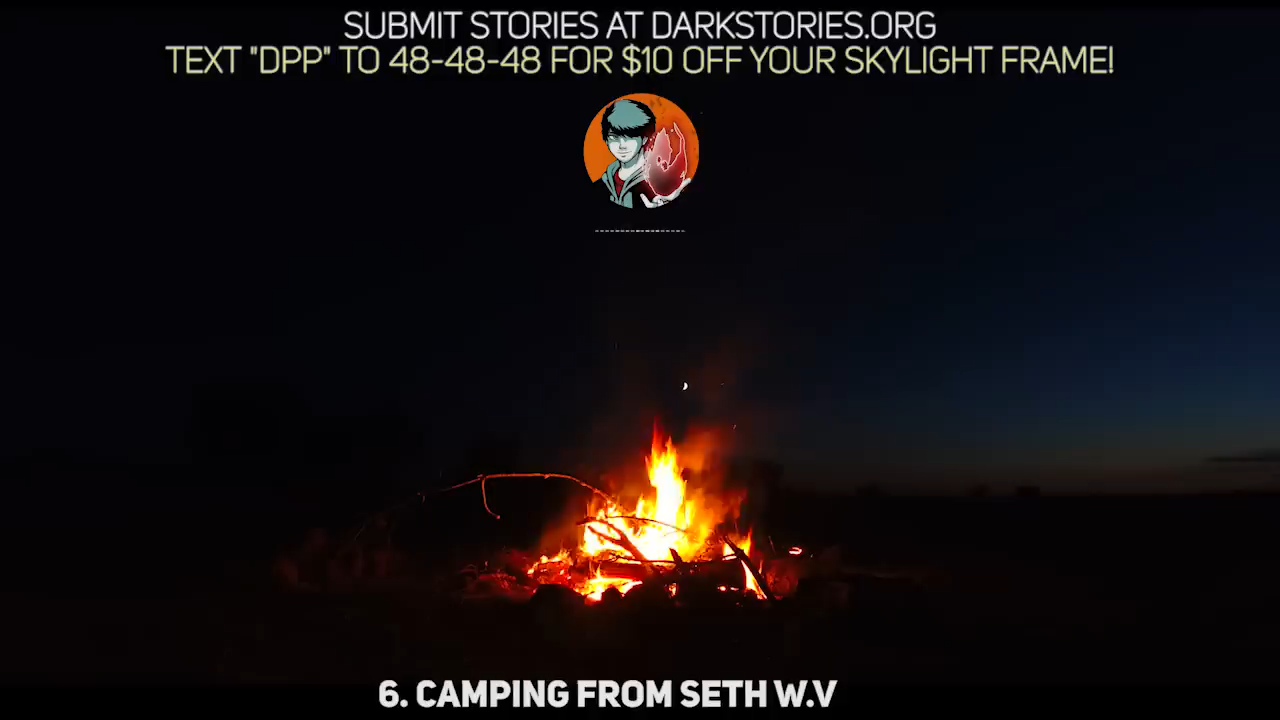 SUBMIT STORIES AT DARKSTORIES.ORG
TEXT "DPP" TO 48-48-48 FOR $10 OFF YOUR SKYLIGHT FRAME!
6. CAMPING FROM SETH W.V